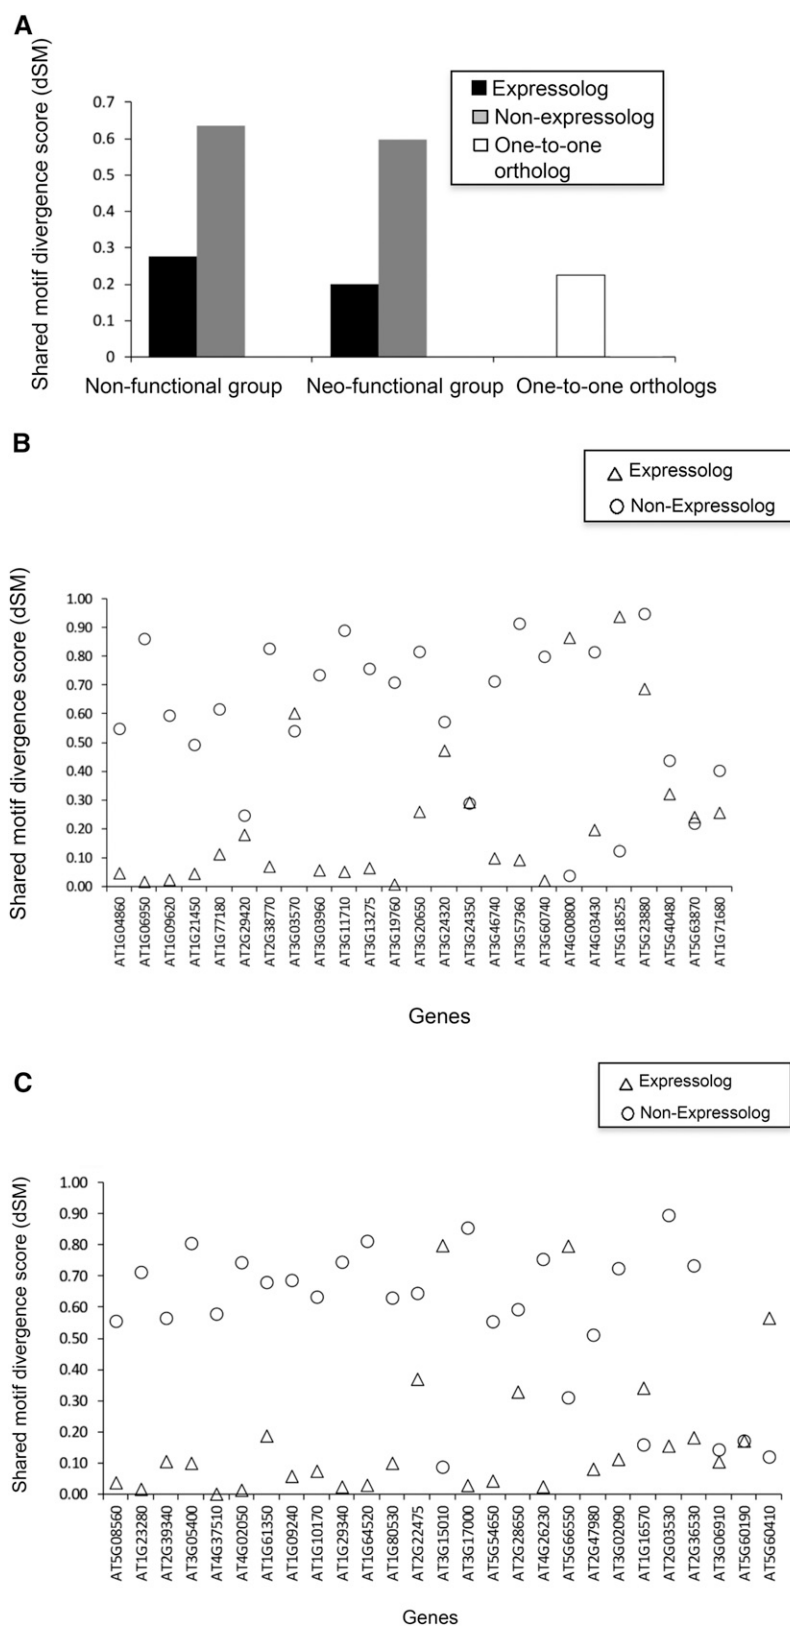 A
Shared motif divergence score (dSM)
Expressolog
Non-expressolog
One-to-one
ortholog
0.7
0.6
0.5
0.4
0.3
0.2
0.1
0
Non-functional group
Neo-functional group
One-to-one orthologs
B
Expressolog
Non-Expressolog
Shared motif divergence score (dSM)
1.00
0.90
0.80
0.70
0.60
0.50
0.40
0.30
0.20
0.10
0.00
AT1G04860
AT1G06950
AT1G09620
AT1G21450
AT1G77180
AT2G29420
AT2G38770
AT3G03570
AT3G03960
AT3G11710
AT3G13275
AT3G19760
AT3G20650
AT3G24320
AT3G24350
AT3G46740
AT3G57360
AT3G60740
AT4G00800
AT4G03430
AT5G18525
AT5G23880
AT5G40480
AT5G63870
AT1G71680
Genes
C
Expressolog
Non-Expressolog
Shared motif divergence score (dSM)
1.00
0.90
0.80
0.70
0.60
0.50
0.40
0.30
0.20
0.10
0.00
AT5G08560
AT1G23280
AT2G39340
AT3G05400
AT4G37510
AT4G02050
AT1G61350
AT1G09240
AT1G10170
AT1G29340
AT1G64520
AT1G80530
AT2G22475
AT3G15010
AT3G17000
AT5G54650
AT2G28650
AT4G26230
AT5G66550
AT2G47980
AT3G02090
AT1G16570
AT2G03530
AT2G36530
AT3G06910
AT5G60190
AT5G60410
Genes